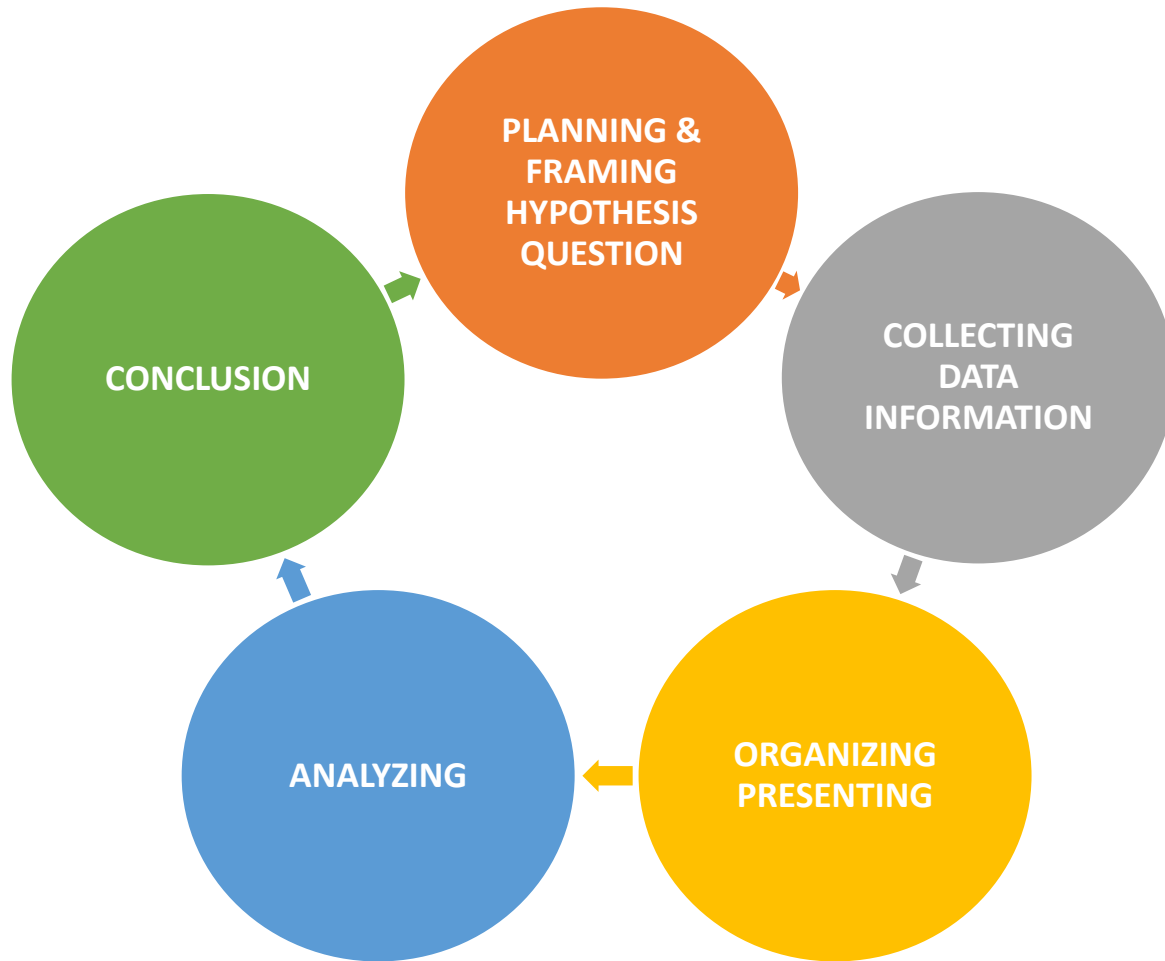 PLANNING &
FRAMING
HYPOTHESIS
QUESTION
COLLECTING
DATA
INFORMATION
ORGANIZING
PRESENTING
ANALYZING
CONCLUSION